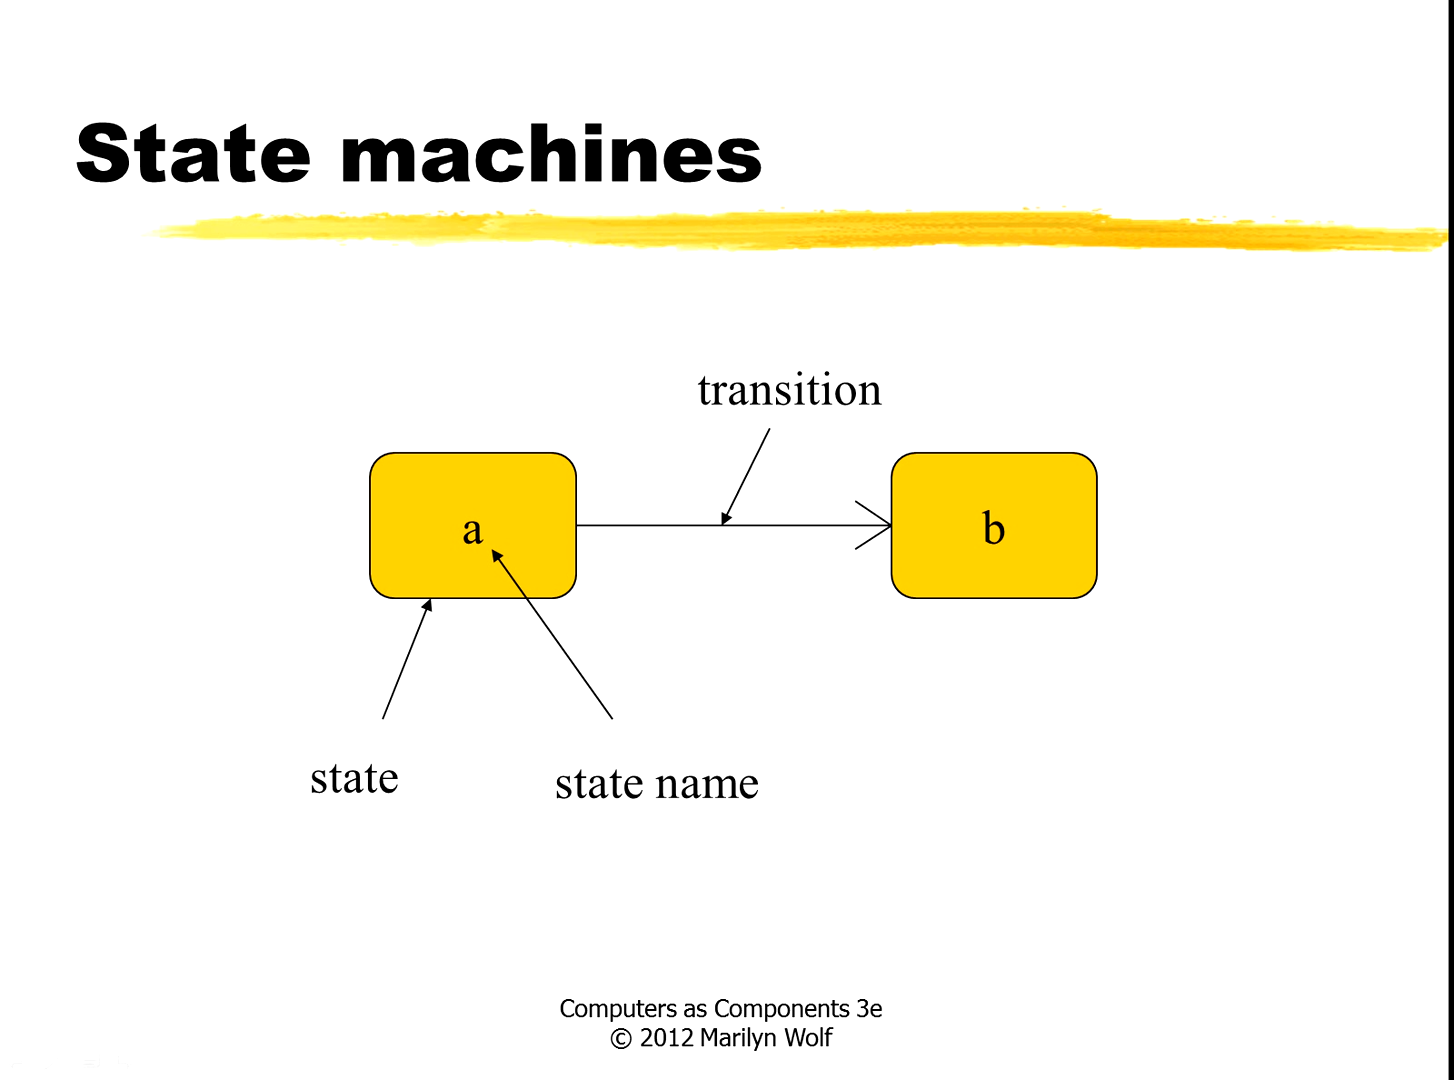 State machines
transition
a
b
state
state name
Computers as Components 3e
© 2012 Marilyn Wolf